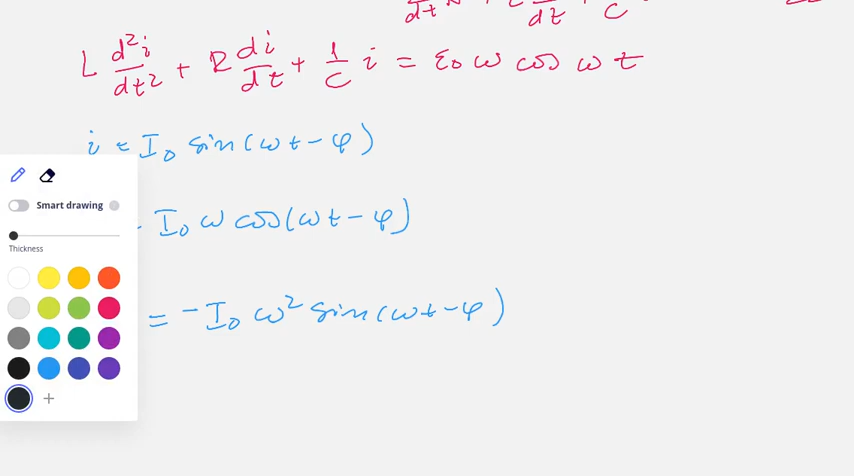 L d²i/dt² + R di/dt + 1/C i = ε₀ ω cos ω t
i = I₀ sin(ωt − φ)
I₀ ω cos(ωt − φ)
= −I₀ ω² sin(ωt − φ)
Smart drawing
Thickness